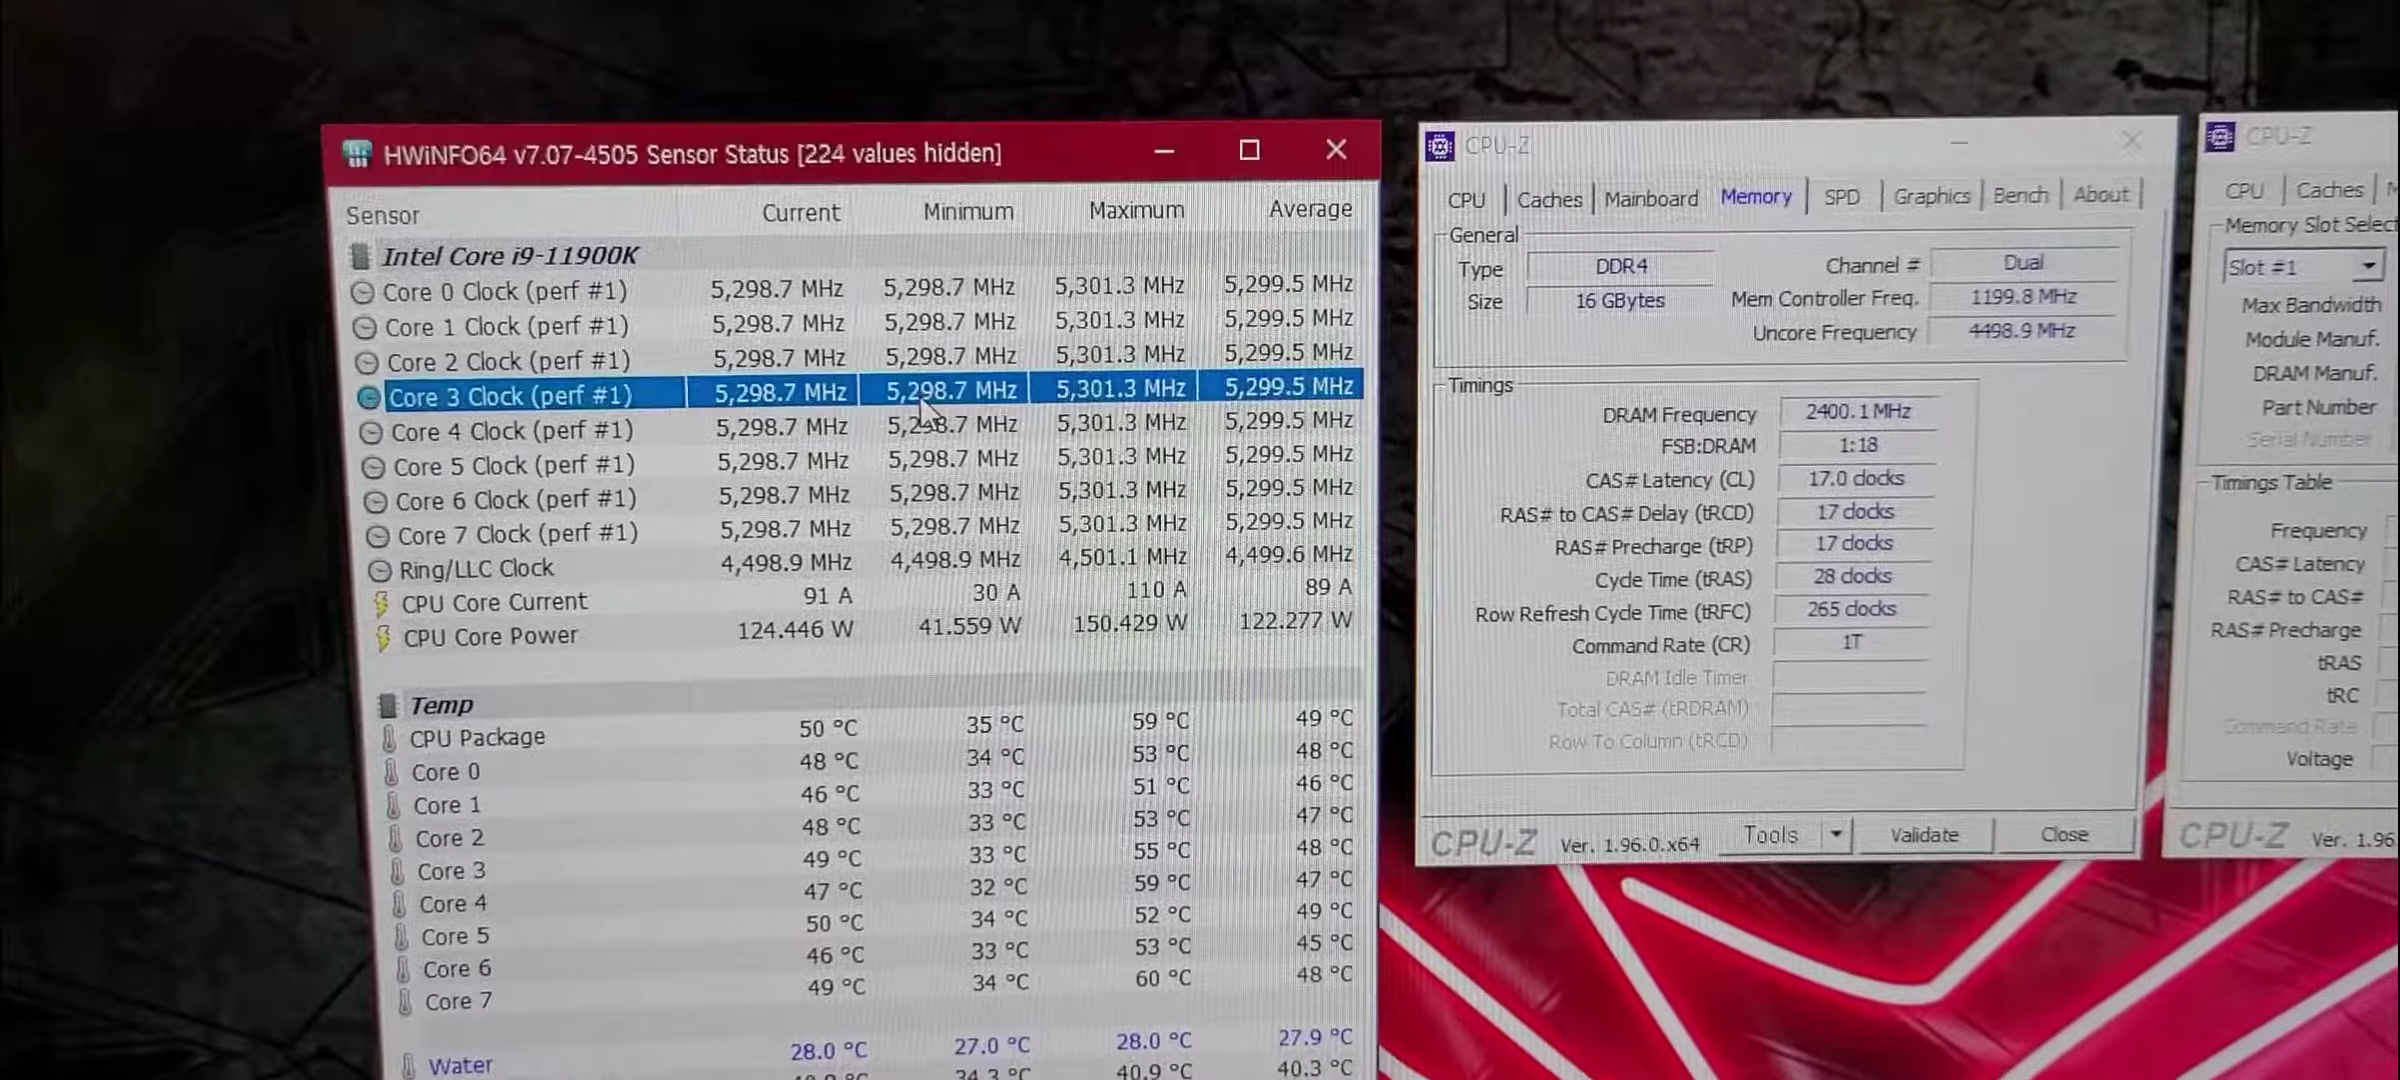 HWiNFO64 v7.07-4505 Sensor Status [224 values hidden]
Sensor Current Minimum Maximum Average
Intel Core i9-11900K
Core 0 Clock (perf #1) 5,298.7 MHz 5,298.7 MHz 5,301.3 MHz 5,299.5 MHz
Core 1 Clock (perf #1) 5,298.7 MHz 5,298.7 MHz 5,301.3 MHz 5,299.5 MHz
Core 2 Clock (perf #1) 5,298.7 MHz 5,298.7 MHz 5,301.3 MHz 5,299.5 MHz
Core 3 Clock (perf #1) 5,298.7 MHz 5,298.7 MHz 5,301.3 MHz 5,299.5 MHz
Core 4 Clock (perf #1) 5,298.7 MHz 5,298.7 MHz 5,301.3 MHz 5,299.5 MHz
Core 5 Clock (perf #1) 5,298.7 MHz 5,298.7 MHz 5,301.3 MHz 5,299.5 MHz
Core 6 Clock (perf #1) 5,298.7 MHz 5,298.7 MHz 5,301.3 MHz 5,299.5 MHz
Core 7 Clock (perf #1) 5,298.7 MHz 5,298.7 MHz 5,301.3 MHz 5,299.5 MHz
Ring/LLC Clock 4,498.9 MHz 4,498.9 MHz 4,501.1 MHz 4,499.6 MHz
CPU Core Current 91 A 30 A 110 A 89 A
CPU Core Power 124.446 W 41.559 W 150.429 W 122.277 W
Temp
CPU Package 50 °C 35 °C 59 °C 49 °C
Core 0 48 °C 34 °C 53 °C 48 °C
Core 1 46 °C 33 °C 51 °C 46 °C
Core 2 48 °C 33 °C 53 °C 47 °C
Core 3 49 °C 33 °C 55 °C 48 °C
Core 4 47 °C 32 °C 59 °C 47 °C
Core 5 50 °C 34 °C 52 °C 49 °C
Core 6 46 °C 33 °C 53 °C 45 °C
Core 7 49 °C 34 °C 60 °C 48 °C
Water 28.0 °C 27.0 °C 28.0 °C 27.9 °C
34.3 °C 40.9 °C 40.3 °C
CPU-Z
CPU Caches Mainboard Memory SPD Graphics Bench About
General
Type DDR4 Channel # Dual
Size 16 GBytes Mem Controller Freq. 1199.8 MHz
Uncore Frequency 4498.9 MHz
Timings
DRAM Frequency 2400.1 MHz
FSB:DRAM 1:18
CAS# Latency (CL) 17.0 clocks
RAS# to CAS# Delay (tRCD) 17 clocks
RAS# Precharge (tRP) 17 clocks
Cycle Time (tRAS) 28 clocks
Row Refresh Cycle Time (tRFC) 265 clocks
Command Rate (CR) 1T
DRAM Idle Timer
Total CAS# (tRDRAM)
Row To Column (tRCD)
CPU-Z Ver. 1.96.0.x64 Tools Validate Close
CPU-Z
CPU Caches
Memory Slot Selec
Slot #1
Max Bandwidth
Module Manuf.
DRAM Manuf.
Part Number
Serial Number
Timings Table
Frequency
CAS# Latency
RAS# to CAS#
RAS# Precharge
tRAS
tRC
Command Rate
Voltage
CPU-Z Ver. 1.96